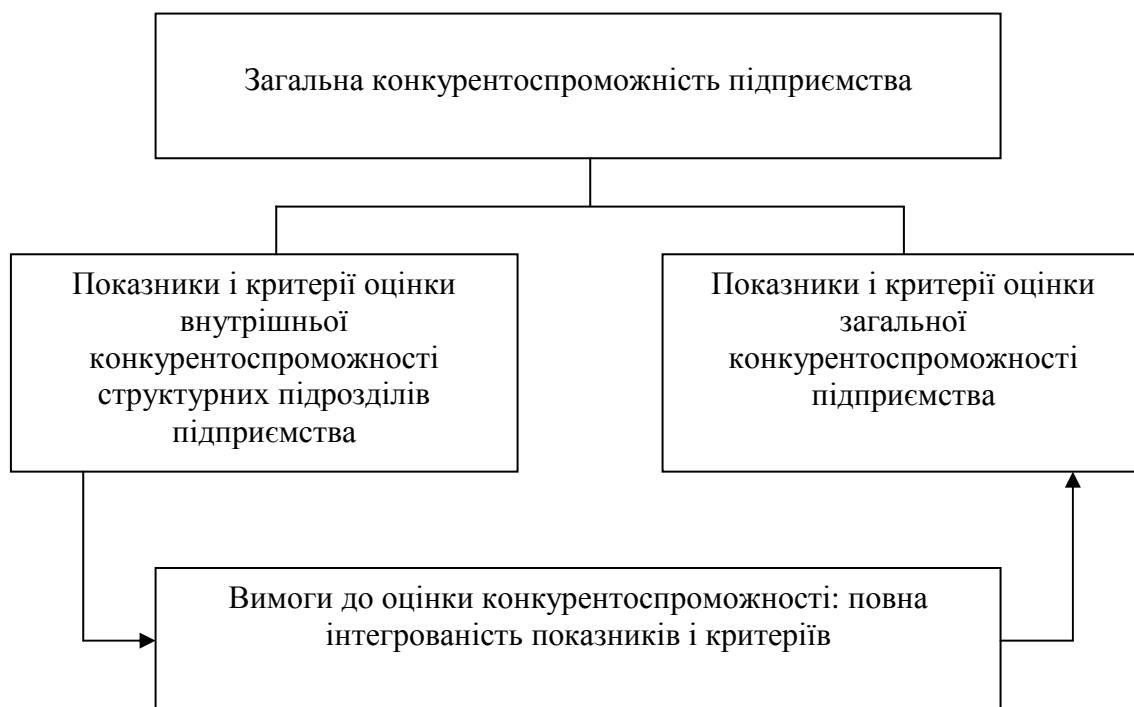 Загальна конкурентоспроможність підприємства
Показники і критерії оцінки
внутрішньої
конкурентоспроможності
структурних підрозділів
підприємства
Показники і критерії оцінки
загальної
конкурентоспроможності
підприємства
Вимоги до оцінки конкурентоспроможності: повна
інтегрованість показників і критеріїв